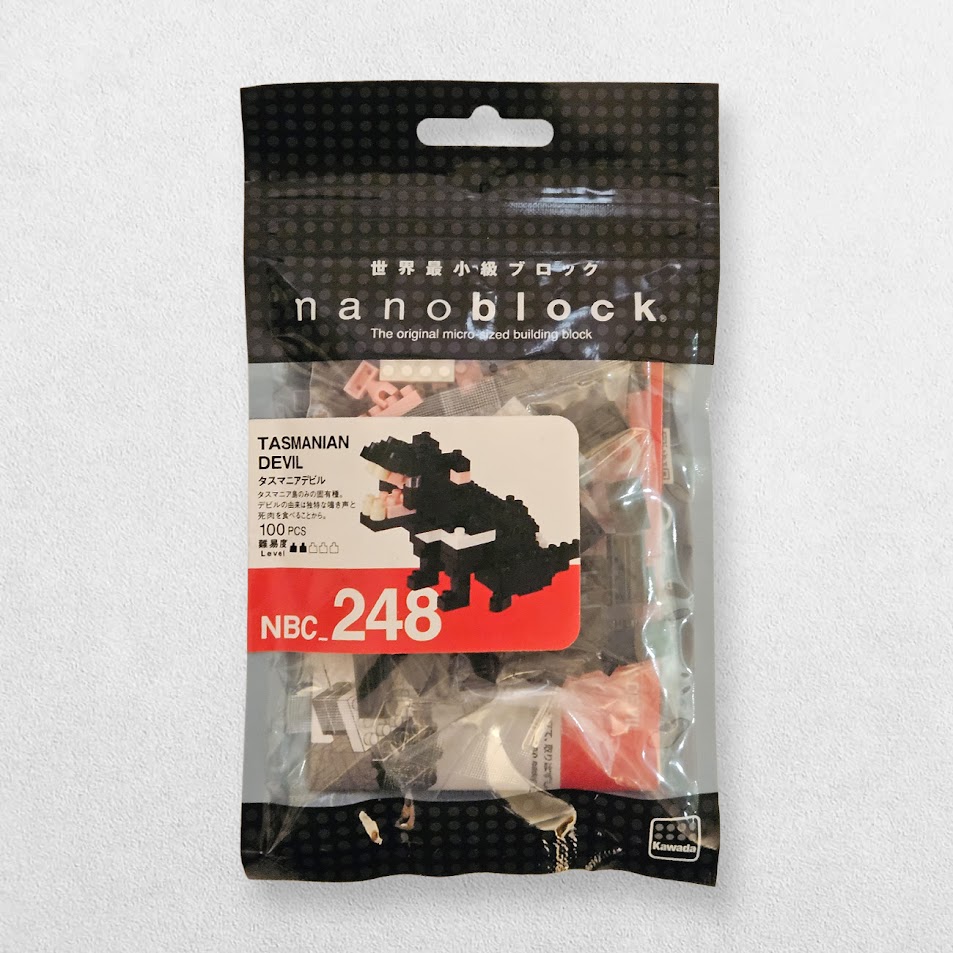 世界最小級ブロック
nanoblock®
The original micro-sized building block
TASMANIAN
DEVIL
タスマニアデビル
タスマニア島のみの固有種。
デビルの由来は独特な鳴き声と
死肉を食べることから。
100 PCS
難易度
Level
NBC_248
Kawada